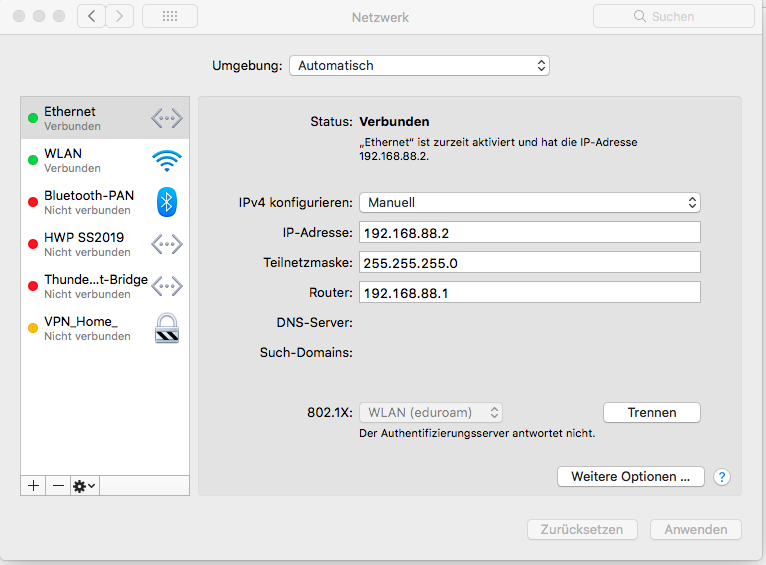 Netzwerk
Suchen
Umgebung: Automatisch
Ethernet
Verbunden
WLAN
Verbunden
Bluetooth-PAN
Nicht verbunden
HWP SS2019
Nicht verbunden
Thunde...t-Bridge
Nicht verbunden
VPN_Home_
Nicht verbunden
Status: Verbunden
„Ethernet“ ist zurzeit aktiviert und hat die IP-Adresse
192.168.88.2.
IPv4 konfigurieren: Manuell
IP-Adresse: 192.168.88.2
Teilnetzmaske: 255.255.255.0
Router: 192.168.88.1
DNS-Server:
Such-Domains:
802.1X: WLAN (eduroam) Trennen
Der Authentifizierungsserver antwortet nicht.
Weitere Optionen ... ?
Zurücksetzen Anwenden